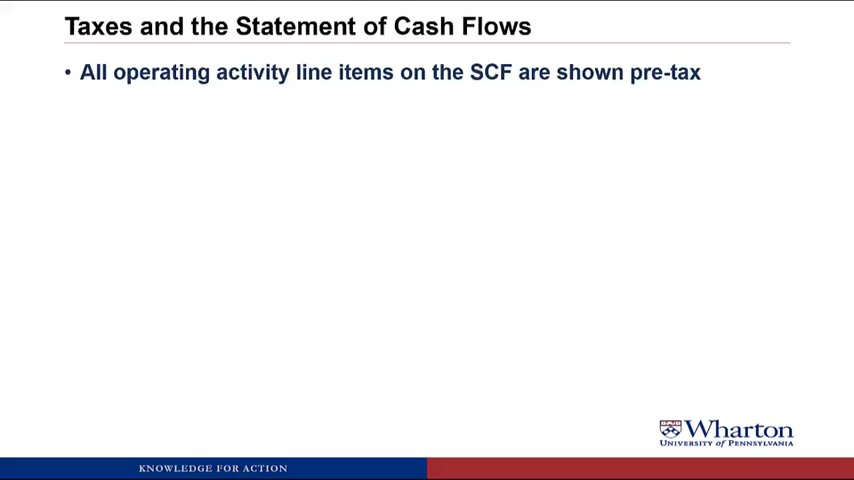 Taxes and the Statement of Cash Flows
• All operating activity line items on the SCF are shown pre-tax
Wharton
UNIVERSITY of PENNSYLVANIA
KNOWLEDGE FOR ACTION